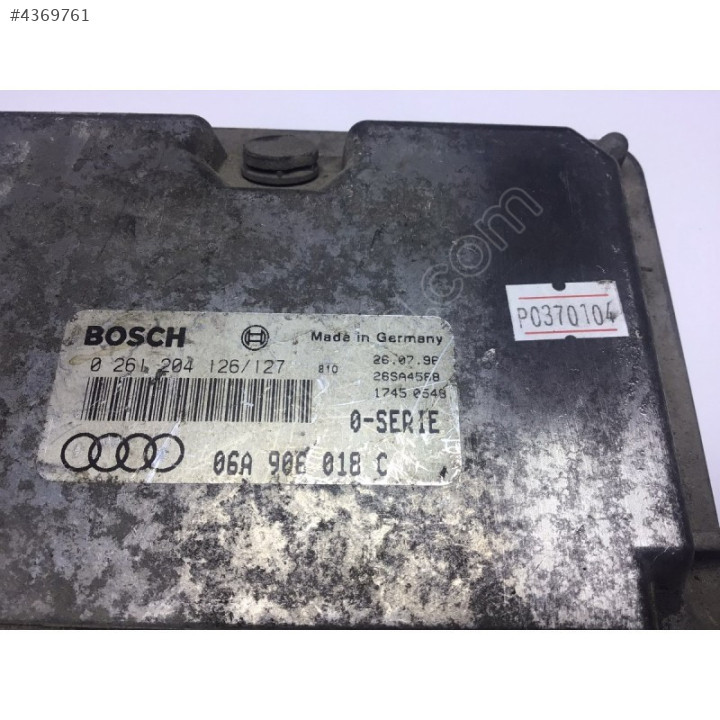 #4369761
BOSCH Made in Germany
0 261 204 126/127 810 26.07.96
26SA4568
1745 0548
0-SERIE
06A 906 018 C
P0370104
.com